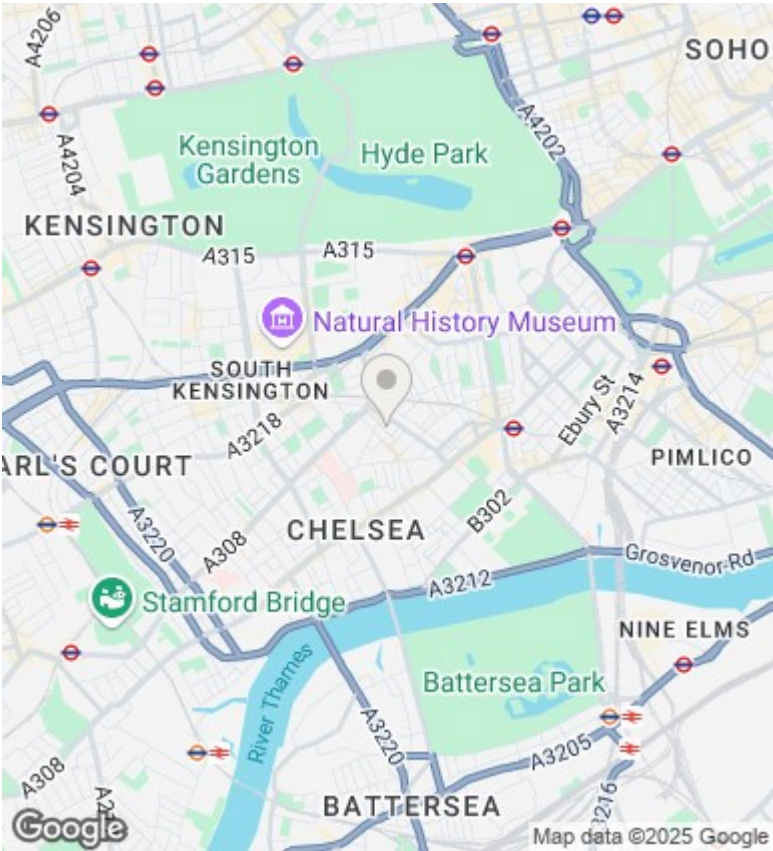 A4206
SOHO
A4202
A4204
Kensington
Gardens
Hyde Park
KENSINGTON
A315
A315
Natural History Museum
SOUTH
KENSINGTON
Ebury St
A3214
A3218
ARL'S COURT
PIMLICO
A3220
A308
CHELSEA
B302
Grosvenor Rd
A3212
Stamford Bridge
NINE ELMS
River Thames
Battersea Park
A3220
A3205
A308
BATTERSEA
3216
Google
Map data ©2025 Google